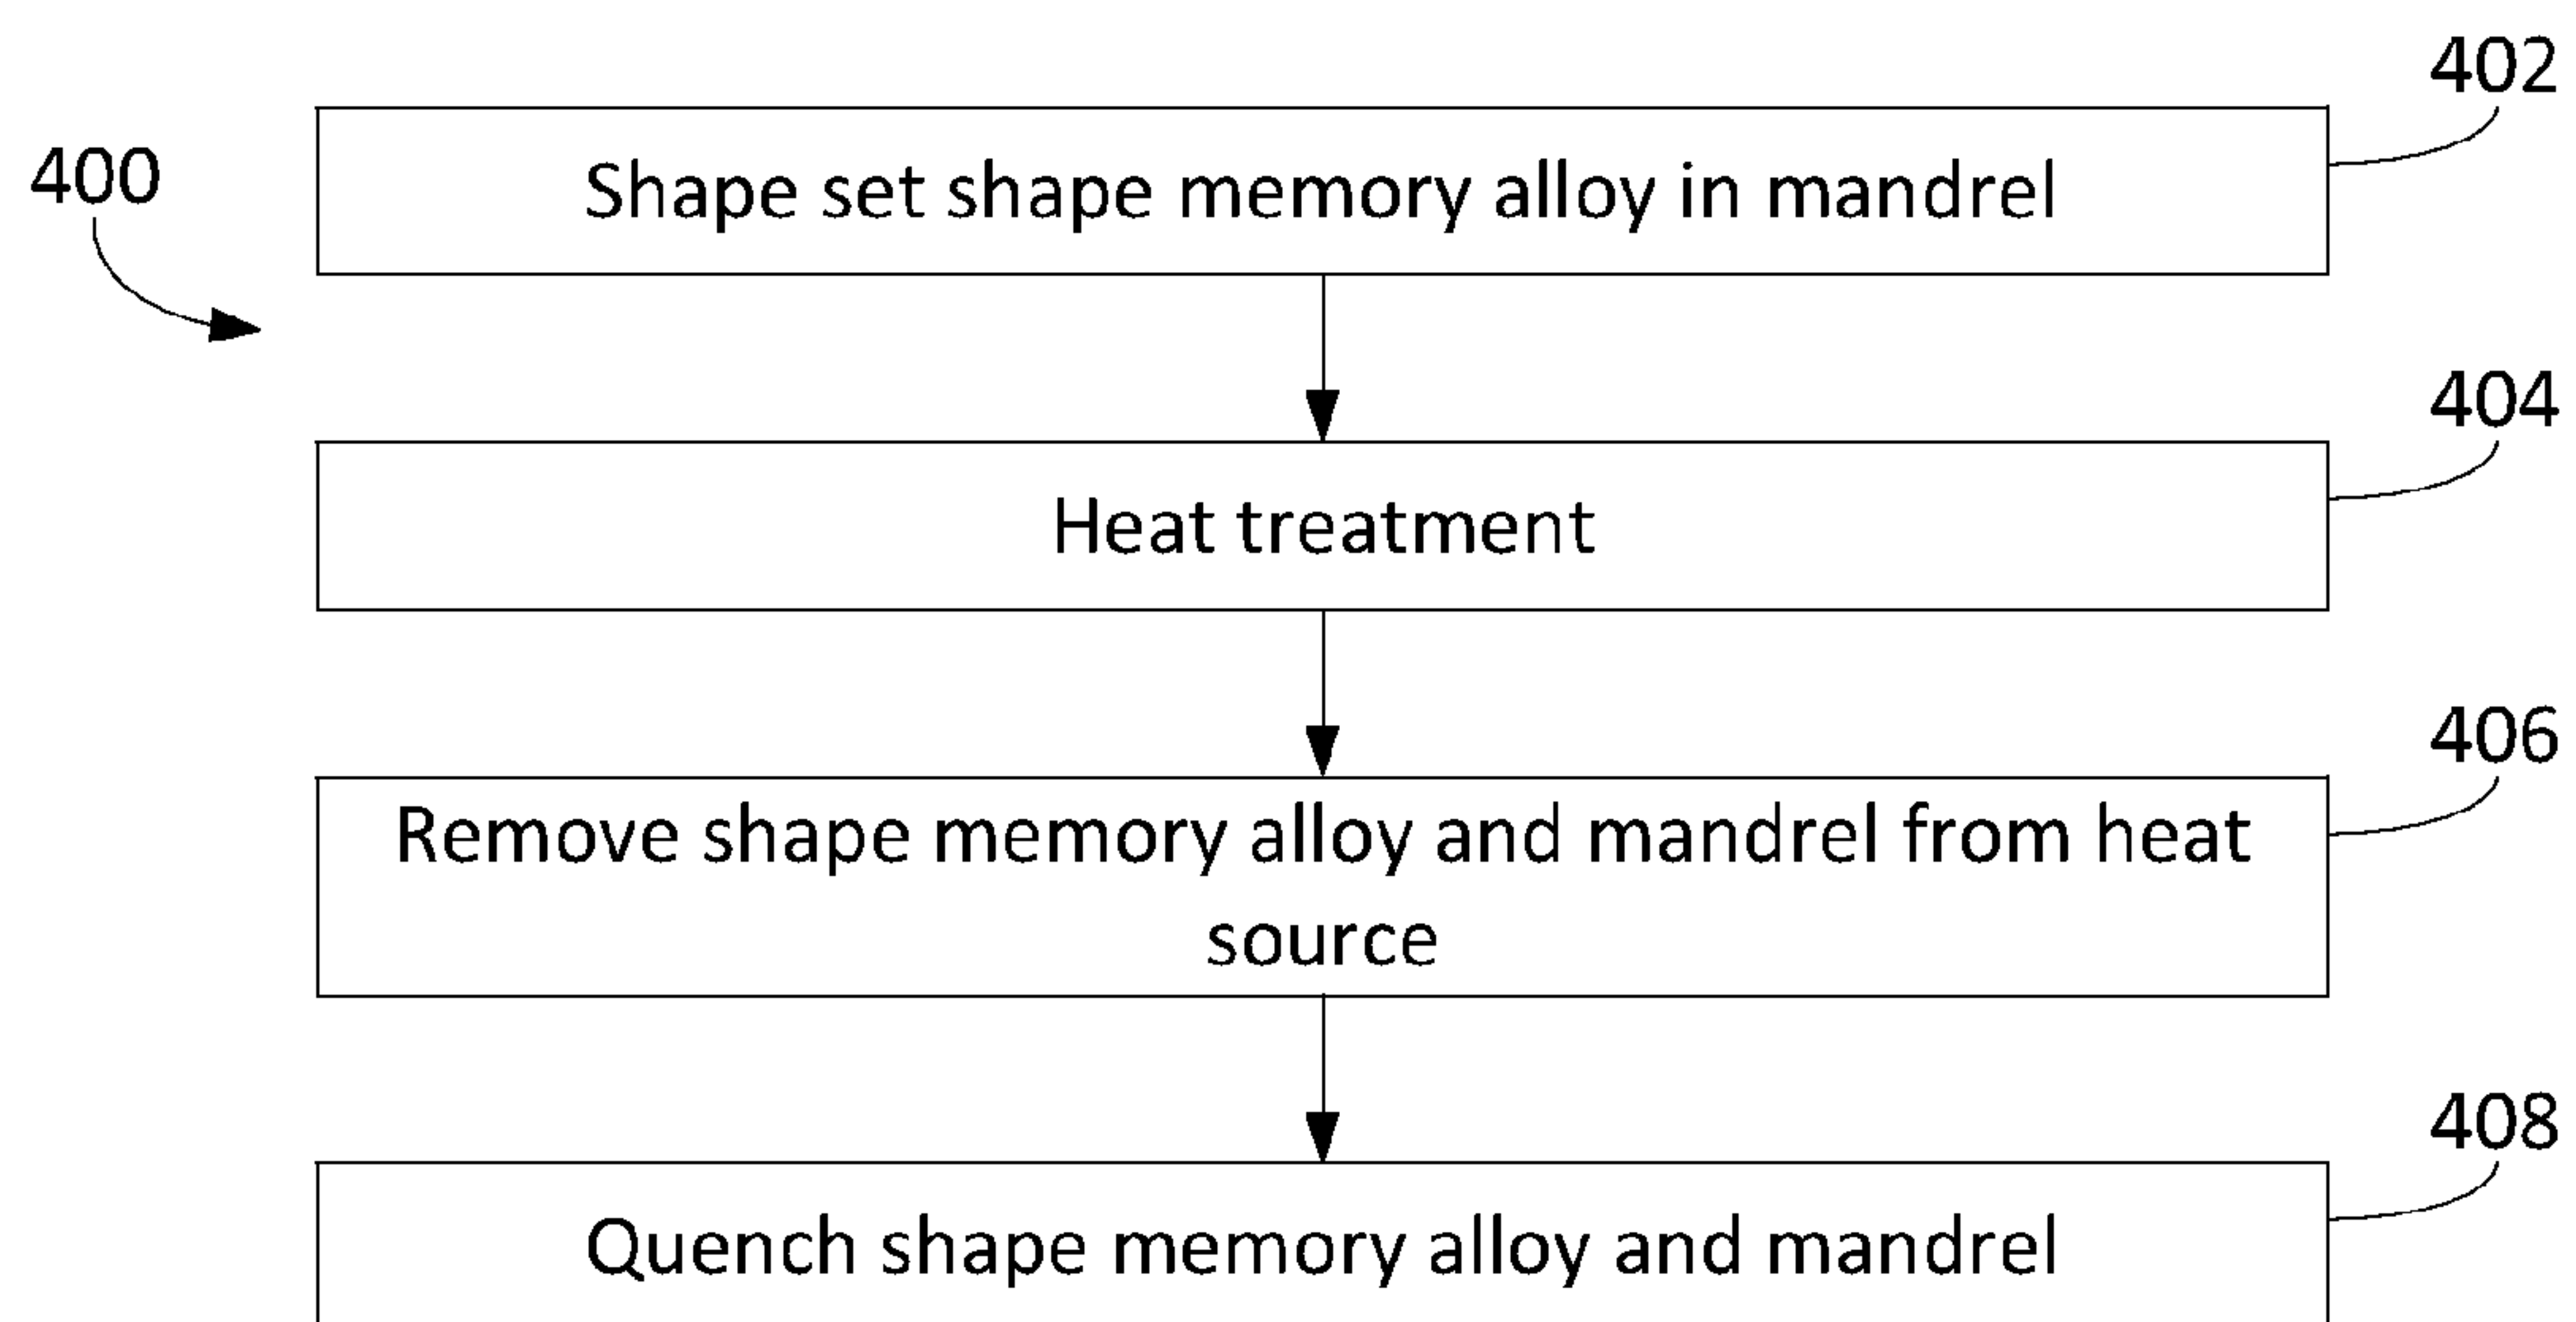 402
400
Shape set shape memory alloy in mandrel
404
Heat treatment
406
Remove shape memory alloy and mandrel from heat
source
408
Quench shape memory alloy and mandrel